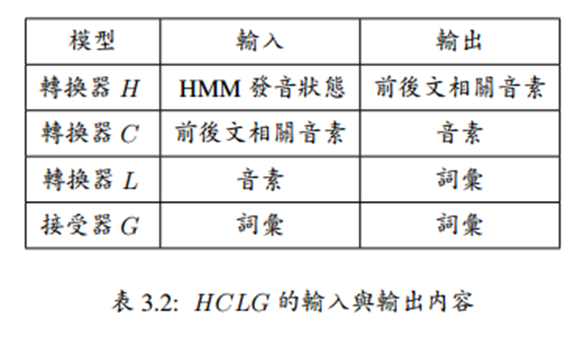 模型 輸入 輸出
轉換器 H HMM 發音狀態 前後文相關音素
轉換器 C 前後文相關音素 音素
轉換器 L 音素 詞彙
接受器 G 詞彙 詞彙
表 3.2: HCLG 的輸入與輸出內容